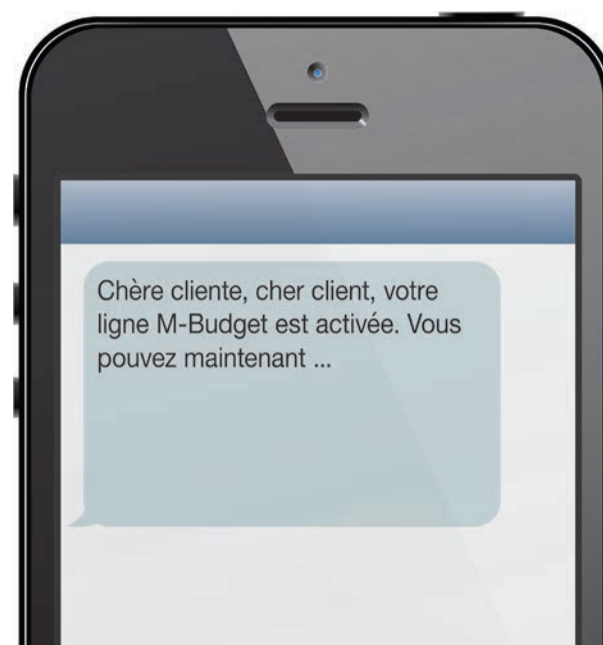 Chère cliente, cher client, votre
ligne M-Budget est activée. Vous
pouvez maintenant ...